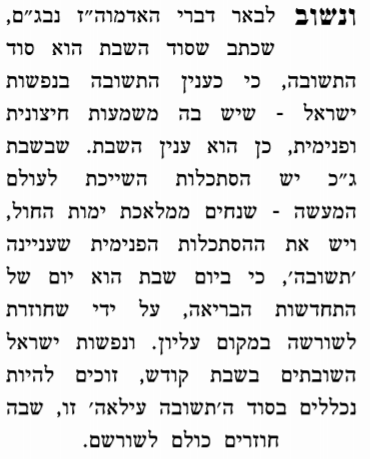 ונשוב לבאר דברי האדמוה״ז נבג״ם,
שכתב שסוד השבת הוא סוד
התשובה, כי כענין התשובה בנפשות
ישראל - שיש בה משמעות חיצונית
ופנימית, כן הוא ענין השבת. שבשבת
ג״כ יש הסתכלות השייכת לעולם
המעשה - שנחים ממלאכת ימות החול,
ויש את ההסתכלות הפנימית שעניינה
׳תשובה׳, כי ביום שבת הוא יום של
התחדשות הבריאה, על ידי שחוזרת
לשורשה במקום עליון. ונפשות ישראל
השובתים בשבת קודש, זוכים להיות
נכללים בסוד ה׳תשובה עילאה׳ זו, שבה
חוזרים כולם לשורשם.